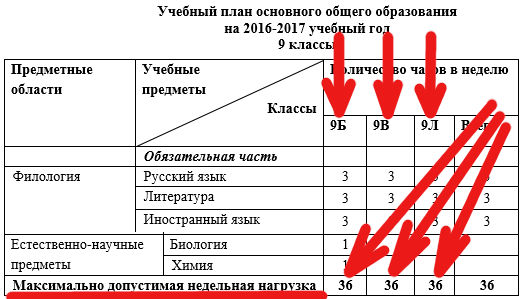 Учебный план основного общего образования
на 2016-2017 учебный год
9 классы
Предметные области Учебные предметы Классы Количество часов в неделю
9Б 9В 9Л
Обязательная часть
Филология Русский язык 3 3 3 3
Литература 3 3 3 3
Иностранный язык 3 3 3
Естественно-научные предметы Биология 1
Химия
Максимально допустимая недельная нагрузка 36 36 36 36